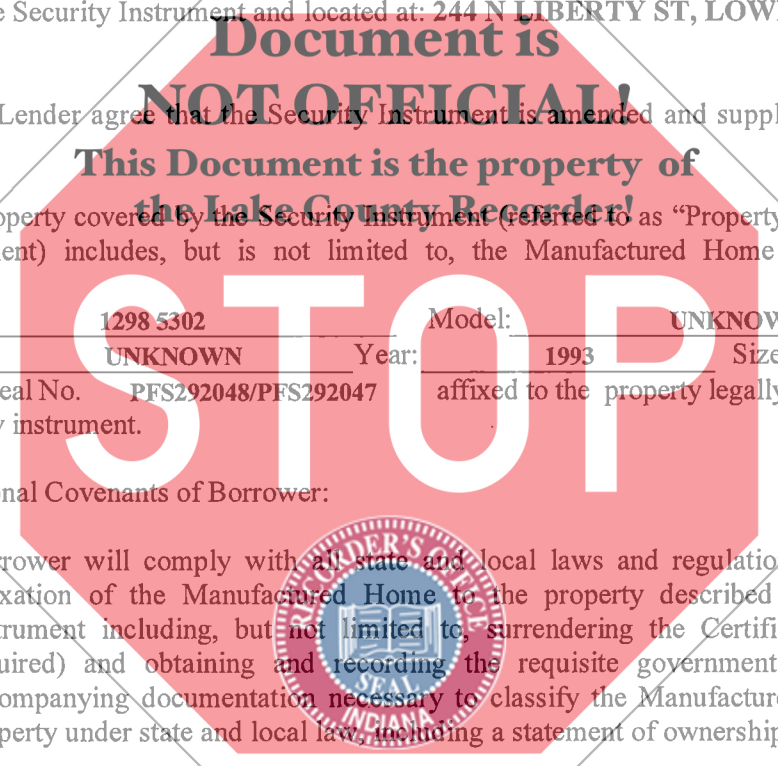 e Security Instrument and located at: 244 N LIBERTY ST, LOW
Document is
NOT OFFICIAL!
Lender agree that the Security Instrument is amended and suppl
This Document is the property of
the Lake County Recorder!
operty covered by the Security Instrument (referred to as “Property
ent) includes, but is not limited to, the Manufactured Home
STOP
1298 5302 Model: UNKNOW
UNKNOWN Year: 1993 Size
eal No. PFS292048/PFS292047 affixed to the property legally
y instrument.
onal Covenants of Borrower:
rrower will comply with all state and local laws and regulatio
xation of the Manufactured Home to the property described
trument including, but not limited to, surrendering the Certifi
uired) and obtaining and recording the requisite government
ompanying documentation necessary to classify the Manufacture
perty under state and local law, including a statement of ownership
RECORDER'S OFFICE
SEAL
INDIANA